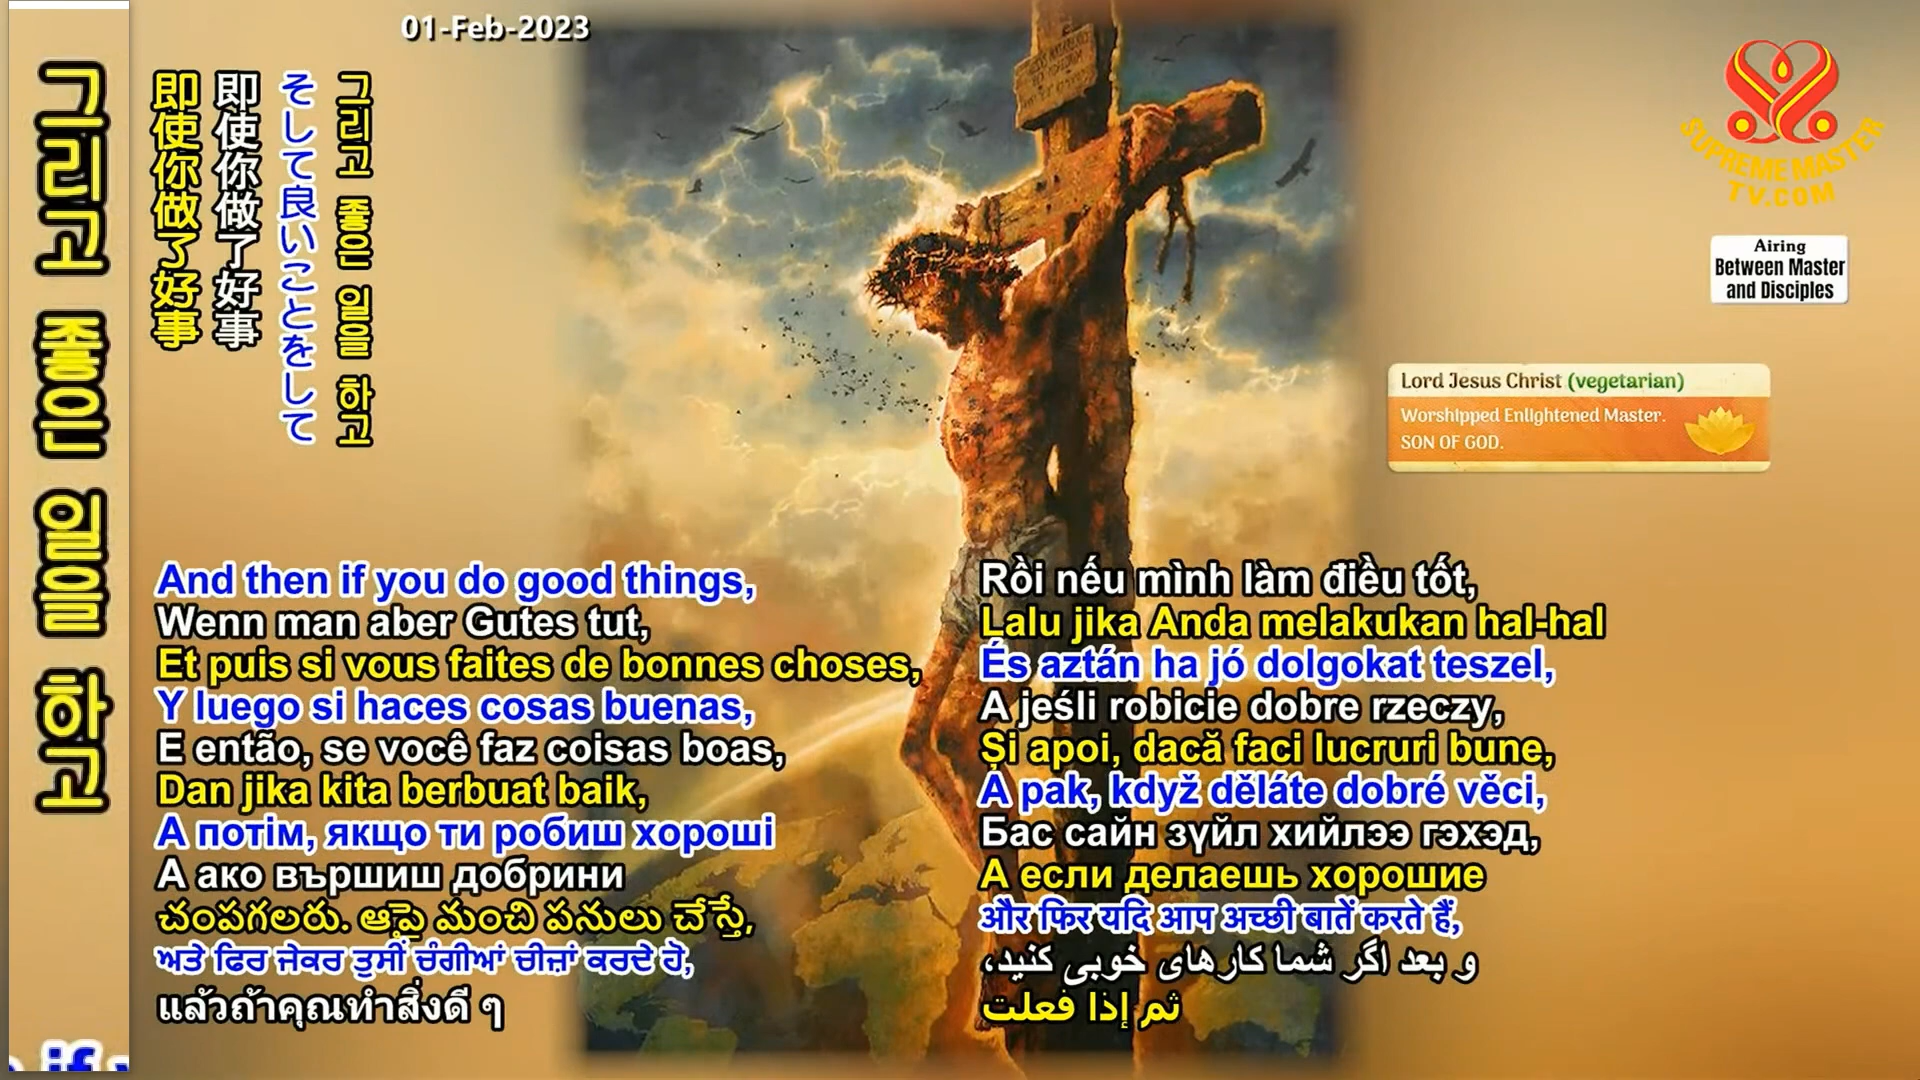 01-Feb-2023
그리고 좋은 일을 하고
即使你做了好事
即使你做了好事
そして良いことをして
그리고 좋은 일을 하고
SUPREME MASTER
TV.COM
Airing
Between Master
and Disciples
Lord Jesus Christ (vegetarian)
Worshipped Enlightened Master.
SON OF GOD.
And then if you do good things,
Wenn man aber Gutes tut,
Et puis si vous faites de bonnes choses,
Y luego si haces cosas buenas,
E então, se você faz coisas boas,
Dan jika kita berbuat baik,
А потім, якщо ти робиш хороші
А ако вършиш добрини
చంపగలరు. ఆపై మంచి పనులు చేస్తే,
ਅਤੇ ਫਿਰ ਜੇਕਰ ਤੁਸੀਂ ਚੰਗੀਆਂ ਚੀਜ਼ਾਂ ਕਰਦੇ ਹੋ,
แล้วถ้าคุณทำสิ่งดี ๆ
Rồi nếu mình làm điều tốt,
Lalu jika Anda melakukan hal-hal
És aztán ha jó dolgokat teszel,
A jeśli robicie dobre rzeczy,
Și apoi, dacă faci lucruri bune,
A pak, když děláte dobré věci,
Бас сайн зүйл хийлээ гэхэд,
А если делаешь хорошие
और फिर यदि आप अच्छी बातें करते हैं,
و بعد اگر شما کارهای خوبی کنید،
ثم إذا فعلت
if